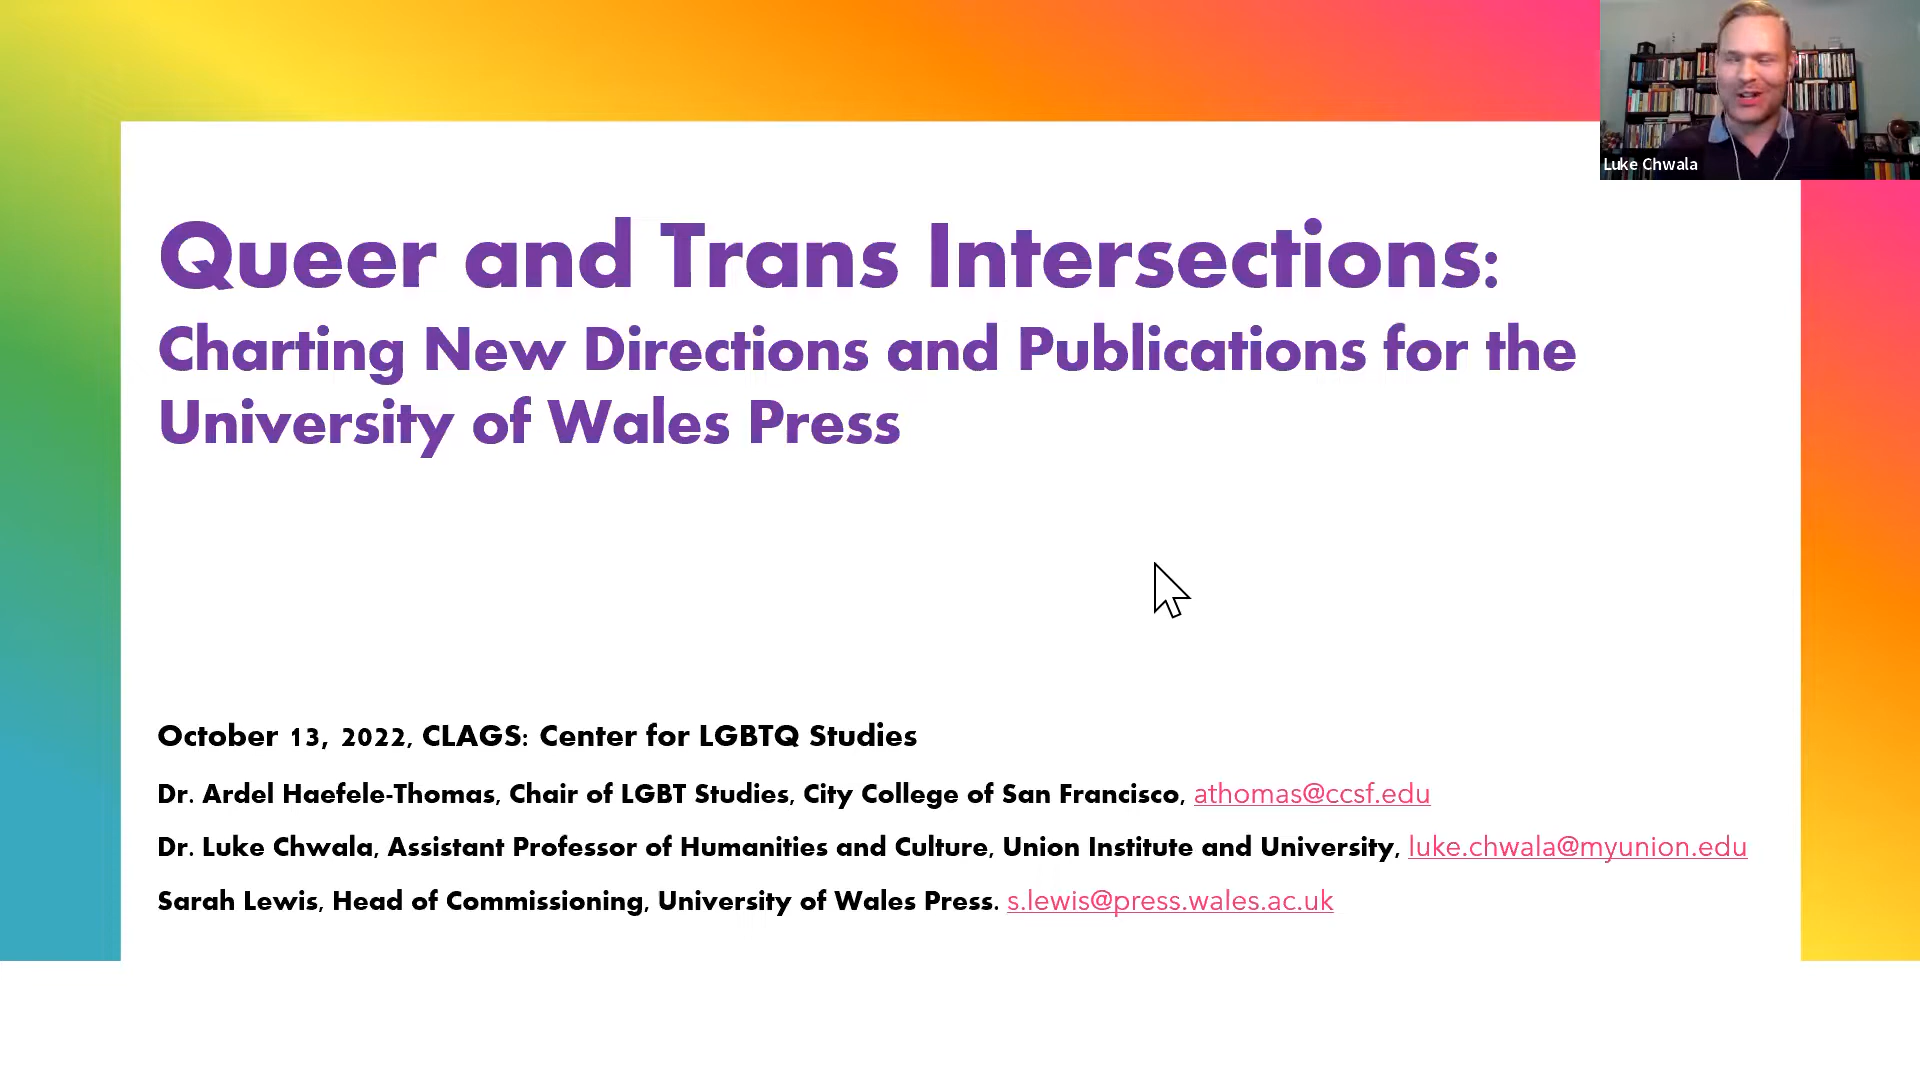 Luke Chwala
Queer and Trans Intersections:
Charting New Directions and Publications for the
University of Wales Press
October 13, 2022, CLAGS: Center for LGBTQ Studies
Dr. Ardel Haefele-Thomas, Chair of LGBT Studies, City College of San Francisco, athomas@ccsf.edu
Dr. Luke Chwala, Assistant Professor of Humanities and Culture, Union Institute and University, luke.chwala@myunion.edu
Sarah Lewis, Head of Commissioning, University of Wales Press. s.lewis@press.wales.ac.uk